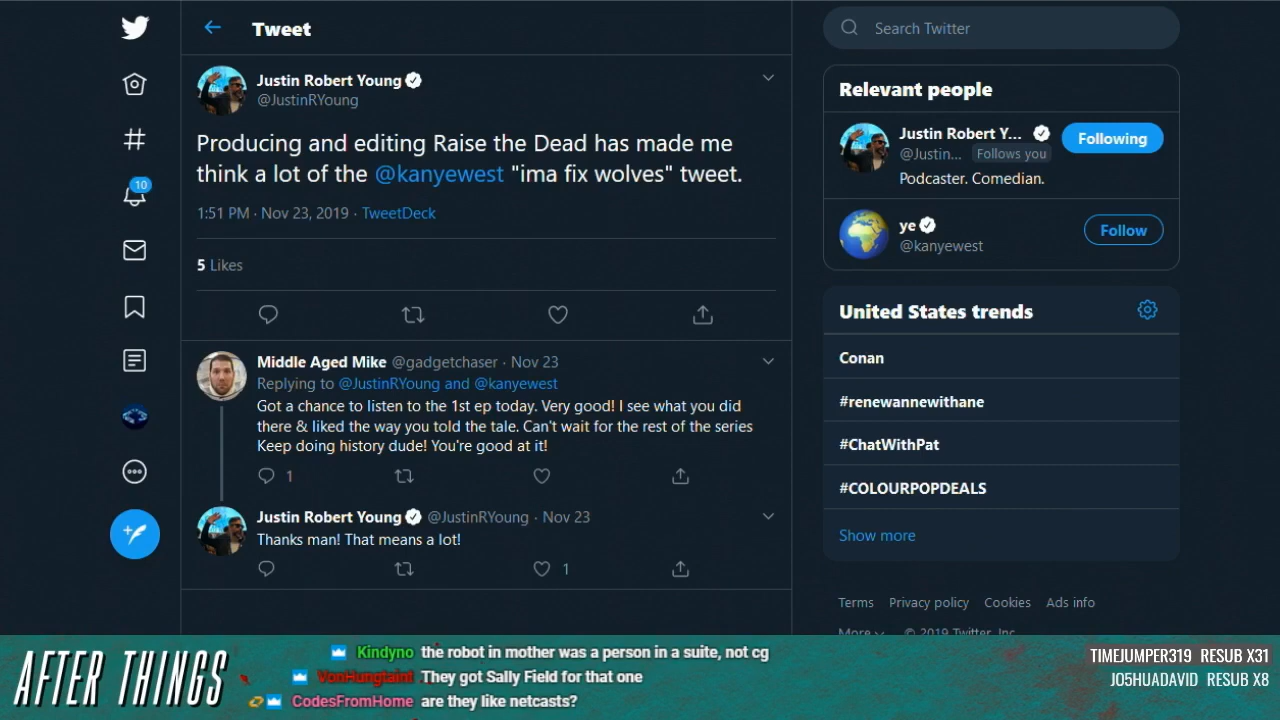 Tweet
Search Twitter
Justin Robert Young
@JustinRYoung
Producing and editing Raise the Dead has made me
think a lot of the @kanyewest "ima fix wolves" tweet.
1:51 PM · Nov 23, 2019 · TweetDeck
5 Likes
10
Middle Aged Mike @gadgetchaser · Nov 23
Replying to @JustinRYoung and @kanyewest
Got a chance to listen to the 1st ep today. Very good! I see what you did
there & liked the way you told the tale. Can't wait for the rest of the series
Keep doing history dude! You're good at it!
1
Justin Robert Young @JustinRYoung · Nov 23
Thanks man! That means a lot!
1
Relevant people
Justin Robert Y...
@Justin... Follows you
Following
Podcaster. Comedian.
ye
@kanyewest
Follow
United States trends
Conan
#renewannewithane
#ChatWithPat
#COLOURPOPDEALS
Show more
Terms Privacy policy Cookies Ads info
More © 2019 Twitter, Inc.
AFTER THINGS
Kindyno the robot in mother was a person in a suite, not cg
VonHungtaint They got Sally Field for that one
CodesFromHome are they like netcasts?
TIMEJUMPER319 RESUB X31
JO5HUADAVID RESUB X8